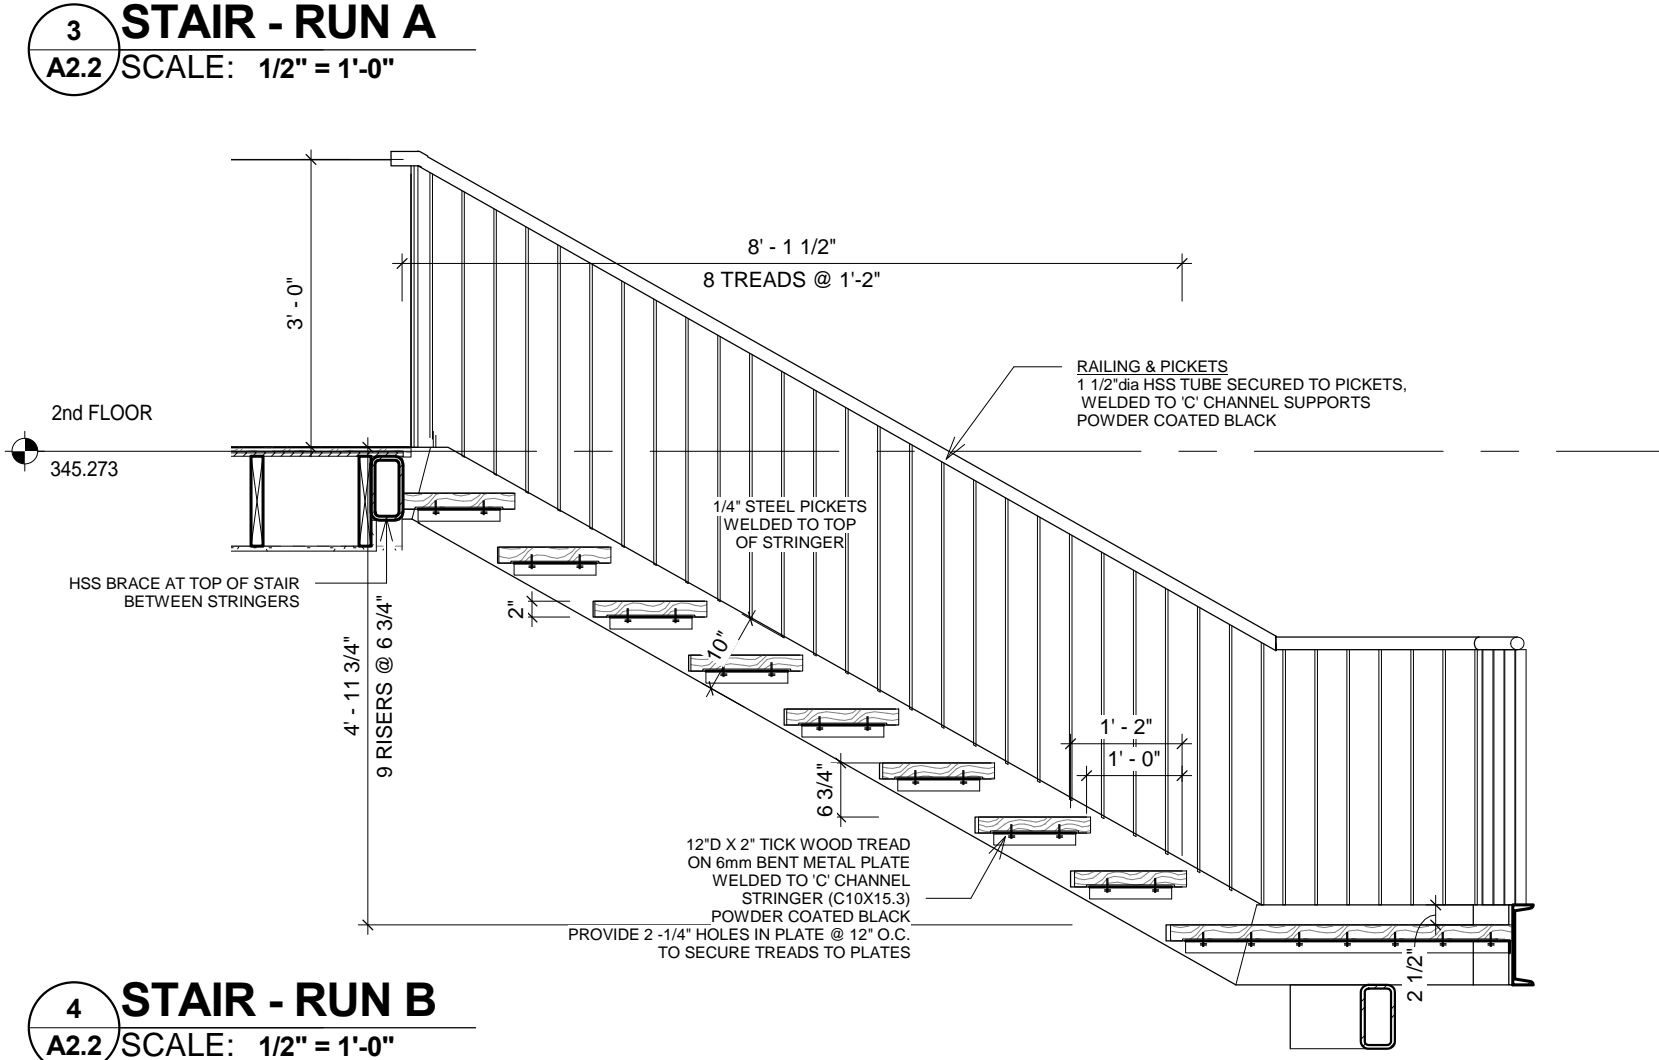 3
A2.2
STAIR - RUN A
SCALE: 1/2" = 1'-0"
8' - 1 1/2"
8 TREADS @ 1'-2"
3' - 0"
RAILING & PICKETS
1 1/2"dia HSS TUBE SECURED TO PICKETS,
WELDED TO 'C' CHANNEL SUPPORTS
POWDER COATED BLACK
2nd FLOOR
345.273
1/4" STEEL PICKETS
WELDED TO TOP
OF STRINGER
HSS BRACE AT TOP OF STAIR
BETWEEN STRINGERS
2"
10"
4' - 11 3/4"
9 RISERS @ 6 3/4"
1' - 2"
1' - 0"
6 3/4"
12"D X 2" TICK WOOD TREAD
ON 6mm BENT METAL PLATE
WELDED TO 'C' CHANNEL
STRINGER (C10X15.3)
POWDER COATED BLACK
PROVIDE 2 -1/4" HOLES IN PLATE @ 12" O.C.
TO SECURE TREADS TO PLATES
2 1/2"
4
A2.2
STAIR - RUN B
SCALE: 1/2" = 1'-0"